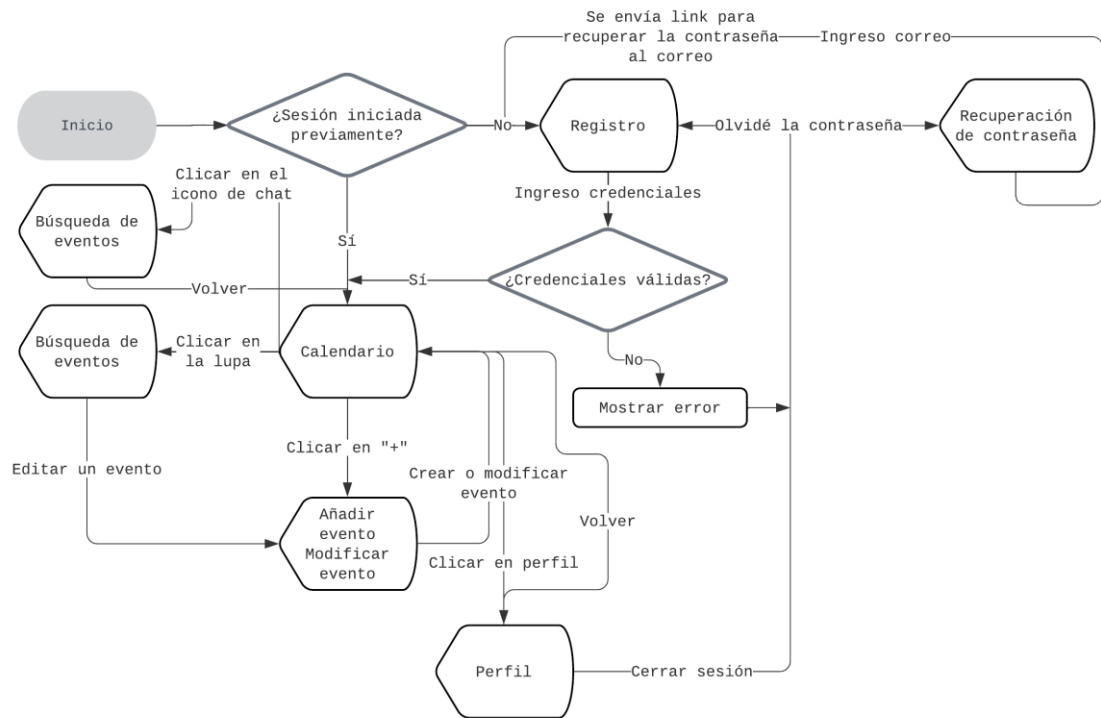 Se envía link para
recuperar la contraseña
al correo
Ingreso correo
Inicio
¿Sesión iniciada
previamente?
No
Registro
Olvidé la contraseña
Recuperación
de contraseña
Clicar en el
icono de chat
Ingreso credenciales
Búsqueda de
eventos
Sí
Volver
Sí
¿Credenciales válidas?
Búsqueda de
eventos
Clicar en
la lupa
Calendario
No
Mostrar error
Editar un evento
Clicar en "+"
Crear o modificar
evento
Añadir
evento
Modificar
evento
Volver
Clicar en perfil
Perfil
Cerrar sesión